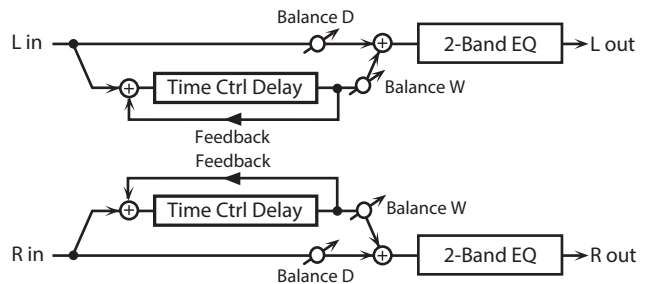 Balance D
L in
2-Band EQ
L out
Time Ctrl Delay
Balance W
Feedback
Feedback
Time Ctrl Delay
Balance W
R in
2-Band EQ
R out
Balance D